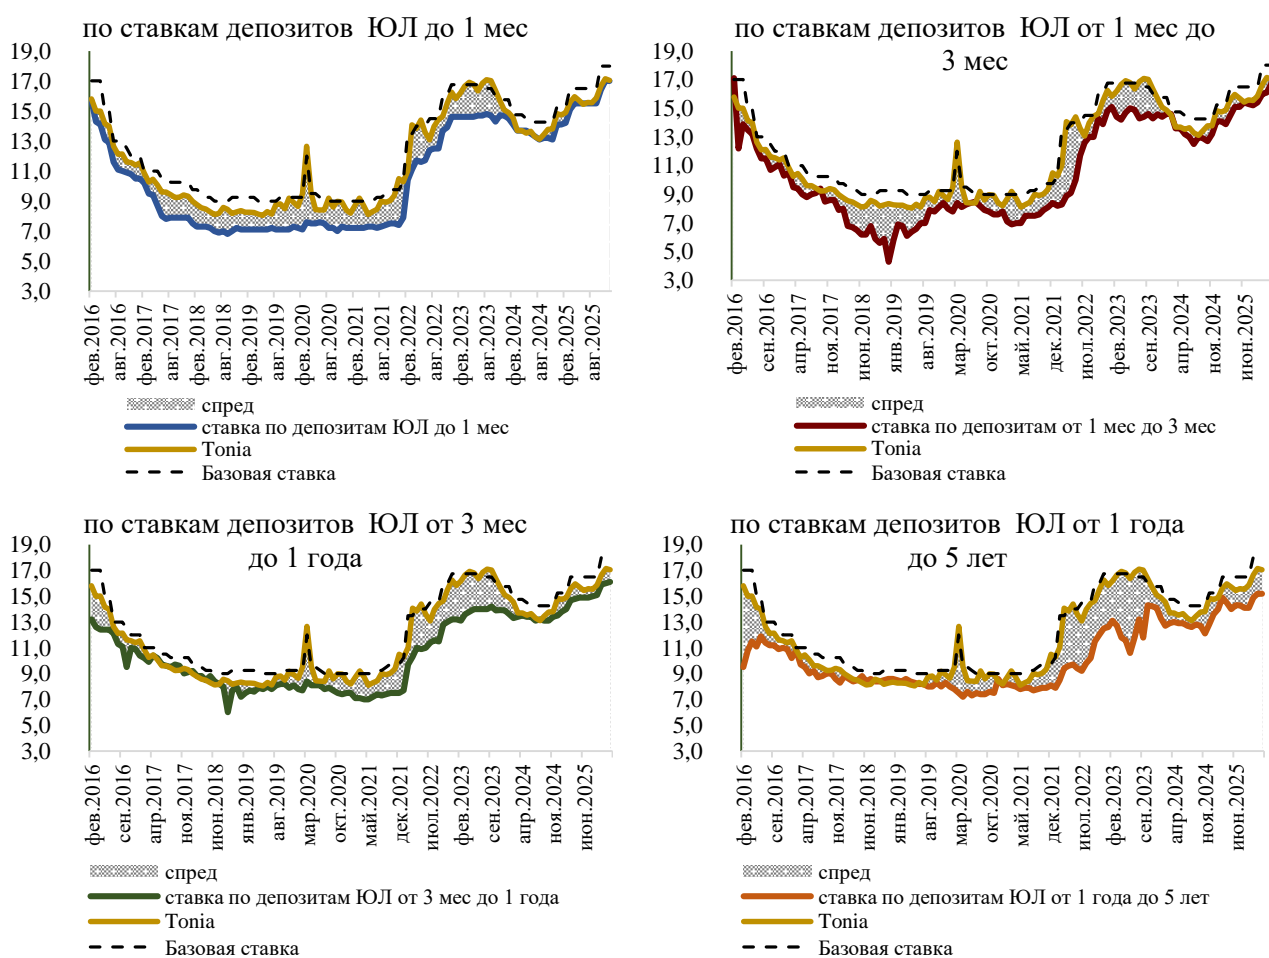 по ставкам депозитов ЮЛ до 1 мес
19,0
17,0
15,0
13,0
11,0
9,0
7,0
5,0
3,0
фев.2016
авг.2016
фев.2017
авг.2017
фев.2018
авг.2018
фев.2019
авг.2019
фев.2020
авг.2020
фев.2021
авг.2021
фев.2022
авг.2022
фев.2023
авг.2023
фев.2024
авг.2024
фев.2025
авг.2025
спред
ставка по депозитам ЮЛ до 1 мес
Tonia
Базовая ставка
по ставкам депозитов ЮЛ от 1 мес до
3 мес
19,0
17,0
15,0
13,0
11,0
9,0
7,0
5,0
3,0
фев.2016
сен.2016
апр.2017
ноя.2017
июн.2018
янв.2019
авг.2019
мар.2020
окт.2020
май.2021
дек.2021
июл.2022
фев.2023
сен.2023
апр.2024
ноя.2024
июн.2025
спред
ставка по депозитам от 1 мес до 3 мес
Tonia
Базовая ставка
по ставкам депозитов ЮЛ от 3 мес
до 1 года
19,0
17,0
15,0
13,0
11,0
9,0
7,0
5,0
3,0
фев.2016
сен.2016
апр.2017
ноя.2017
июн.2018
янв.2019
авг.2019
мар.2020
окт.2020
май.2021
дек.2021
июл.2022
фев.2023
сен.2023
апр.2024
ноя.2024
июн.2025
спред
ставка по депозитам ЮЛ от 3 мес до 1 года
Tonia
Базовая ставка
по ставкам депозитов ЮЛ от 1 года
до 5 лет
19,0
17,0
15,0
13,0
11,0
9,0
7,0
5,0
3,0
фев.2016
сен.2016
апр.2017
ноя.2017
июн.2018
янв.2019
авг.2019
мар.2020
окт.2020
май.2021
дек.2021
июл.2022
фев.2023
сен.2023
апр.2024
ноя.2024
июн.2025
спред
ставка по депозитам ЮЛ от 1 года до 5 лет
Tonia
Базовая ставка